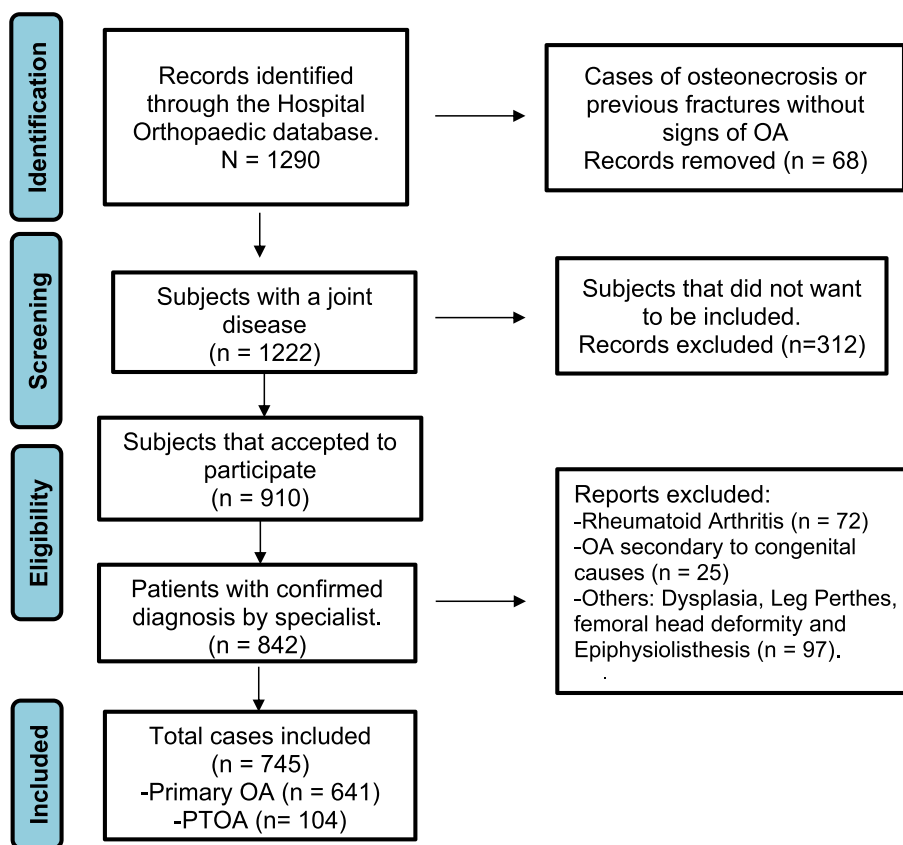 Identification
Records identified
through the Hospital
Orthopaedic database.
N = 1290
Cases of osteonecrosis or
previous fractures without
signs of OA
Records removed (n = 68)
Screening
Subjects with a joint
disease
(n = 1222)
Subjects that did not want
to be included.
Records excluded (n=312)
Eligibility
Subjects that accepted to
participate
(n = 910)
Patients with confirmed
diagnosis by specialist.
(n = 842)
Reports excluded:
-Rheumatoid Arthritis (n = 72)
-OA secondary to congenital
causes (n = 25)
-Others: Dysplasia, Leg Perthes,
femoral head deformity and
Epiphysiolisthesis (n = 97).
.
Included
Total cases included
(n = 745)
-Primary OA (n = 641)
-PTOA (n= 104)